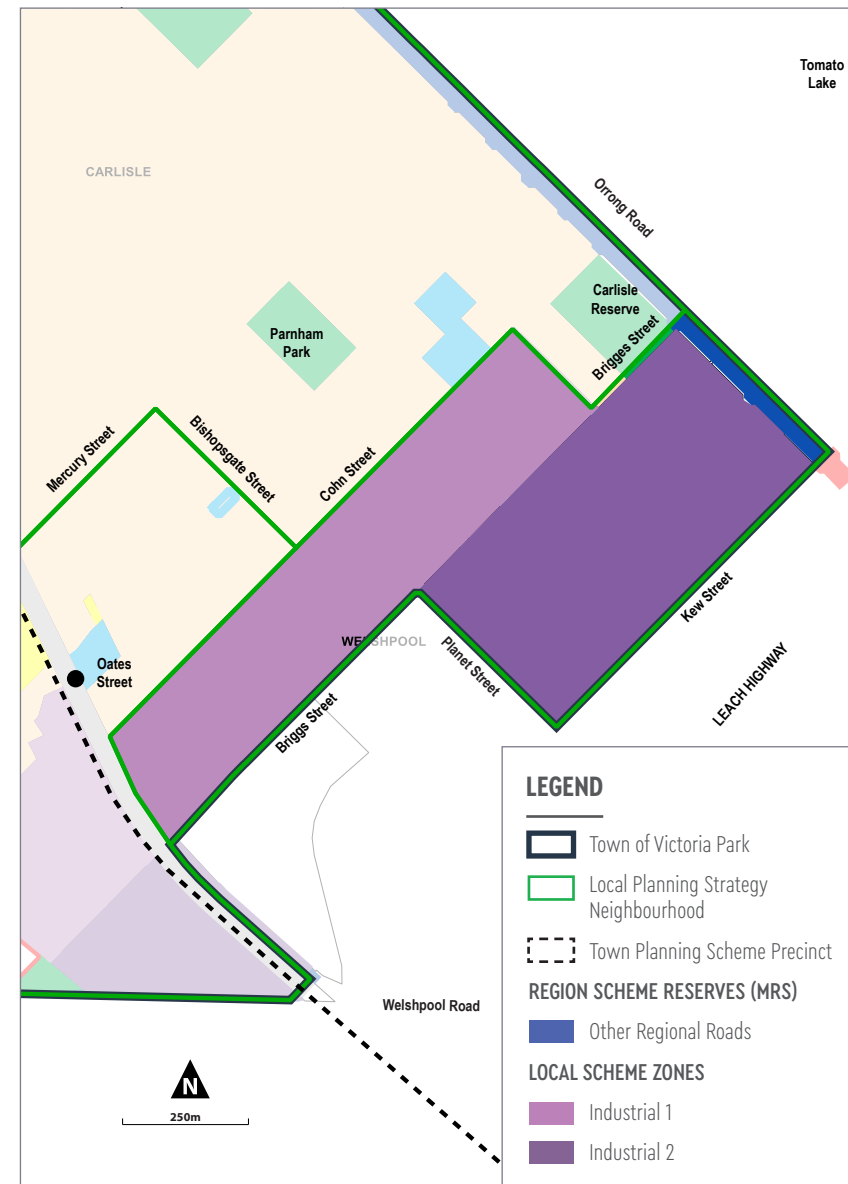 Tomato
Lake
CARLISLE
Orrong Road
Carlisle
Reserve
Parnham
Park
Brigges Street
Mercury Street
Bishopsgate Street
Cohn Street
Kew Street
WELSHPOOL
Planet Street
Oates
Street
LEACH HIGHWAY
Briggs Street
Welshpool Road
N
250m
LEGEND
Town of Victoria Park
Local Planning Strategy
Neighbourhood
Town Planning Scheme Precinct
REGION SCHEME RESERVES (MRS)
Other Regional Roads
LOCAL SCHEME ZONES
Industrial 1
Industrial 2